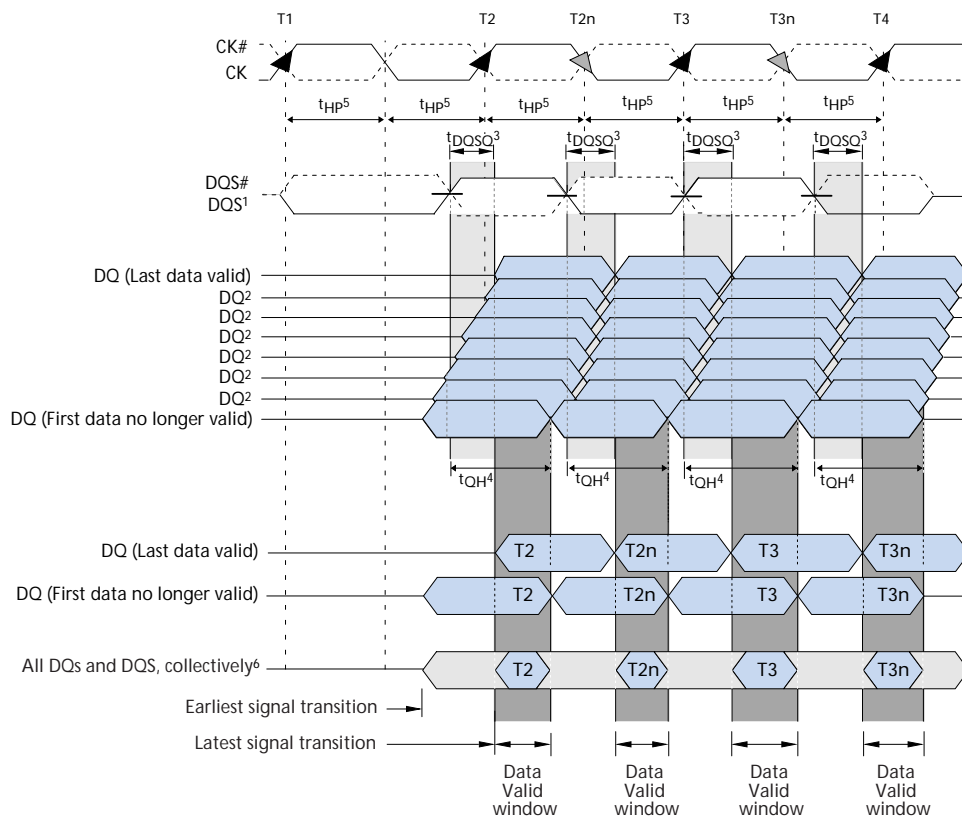 T1 T2 T2n T3 T3n T4
CK#
CK
tHP5 tHP5 tHP5 tHP5 tHP5 tHP5
tDQSQ3 tDQSQ3 tDQSQ3 tDQSQ3
DQS#
DQS1
DQ (Last data valid)
DQ2
DQ2
DQ2
DQ2
DQ2
DQ2
DQ (First data no longer valid)
tQH4 tQH4 tQH4 tQH4
DQ (Last data valid) T2 T2n T3 T3n
DQ (First data no longer valid) T2 T2n T3 T3n
All DQs and DQS, collectively6 T2 T2n T3 T3n
Earliest signal transition
Latest signal transition
Data Data Data Data
Valid Valid Valid Valid
window window window window